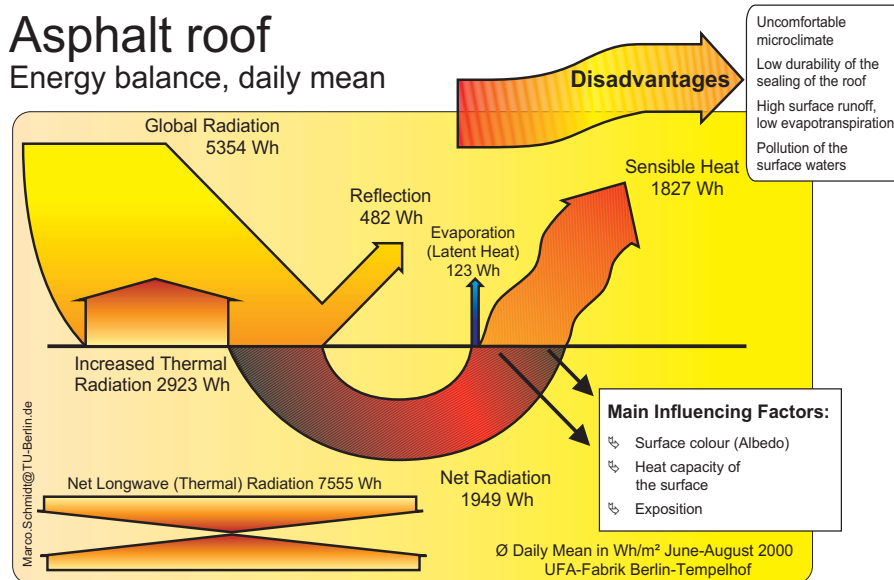 Asphalt roof
Energy balance, daily mean
Disadvantages
Uncomfortable
microclimate
Low durability of the
sealing of the roof
High surface runoff,
low evapotranspiration
Pollution of the
surface waters
Global Radiation
5354 Wh
Reflection
482 Wh
Evaporation
(Latent Heat)
123 Wh
Sensible Heat
1827 Wh
Increased Thermal
Radiation 2923 Wh
Net Radiation
1949 Wh
Main Influencing Factors:
Surface colour (Albedo)
Heat capacity of
the surface
Exposition
Net Longwave (Thermal) Radiation 7555 Wh
Ø Daily Mean in Wh/m² June-August 2000
UFA-Fabrik Berlin-Tempelhof
Marco.Schmidt@TU-Berlin.de